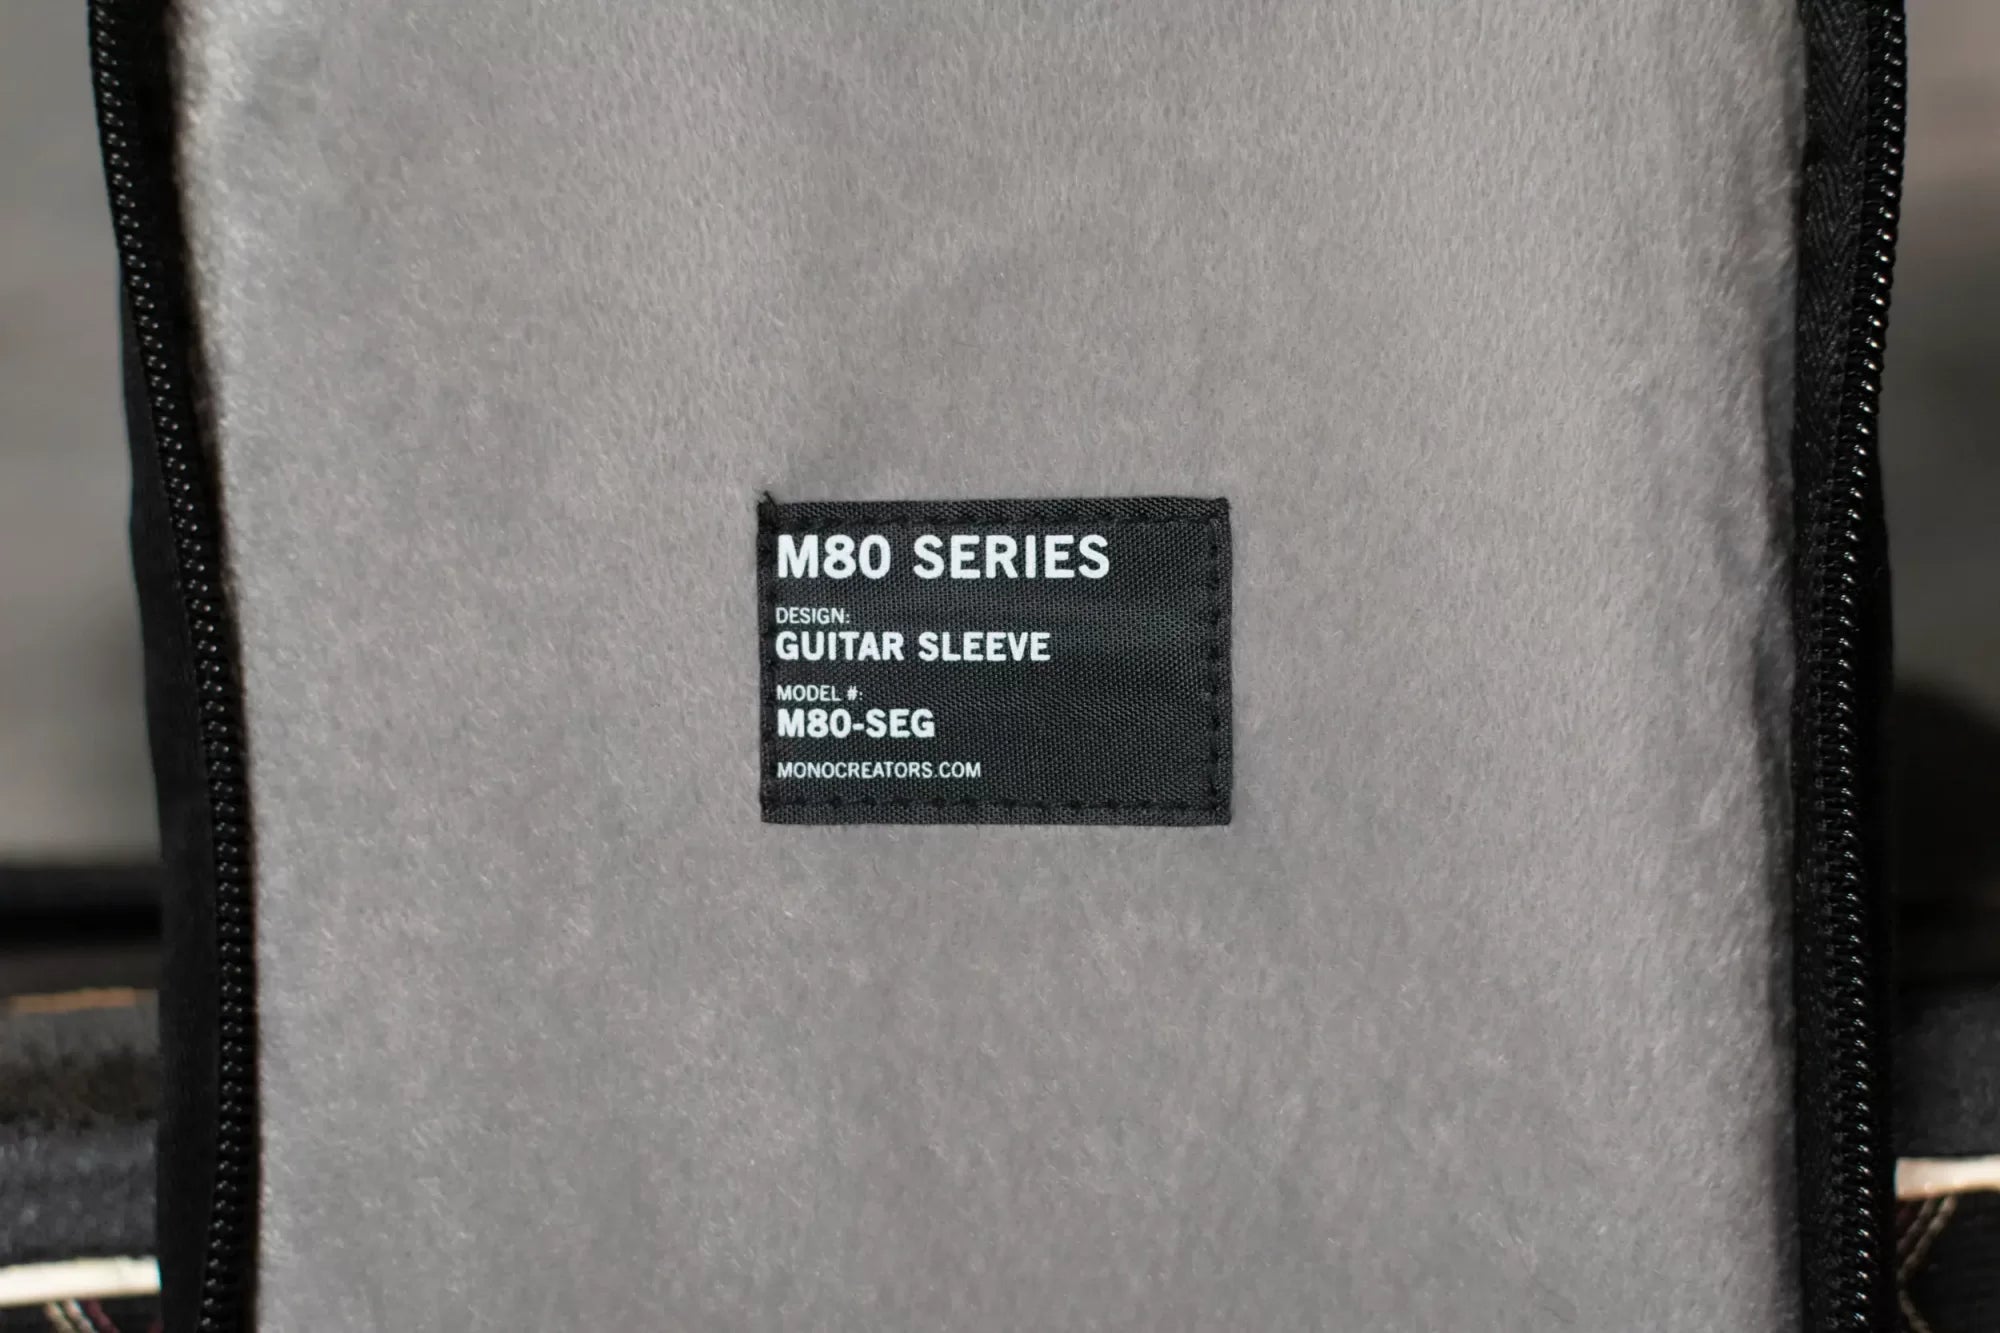 M80 SERIES
DESIGN:
GUITAR SLEEVE
MODEL #:
M80-SEG
MONOCREATORS.COM